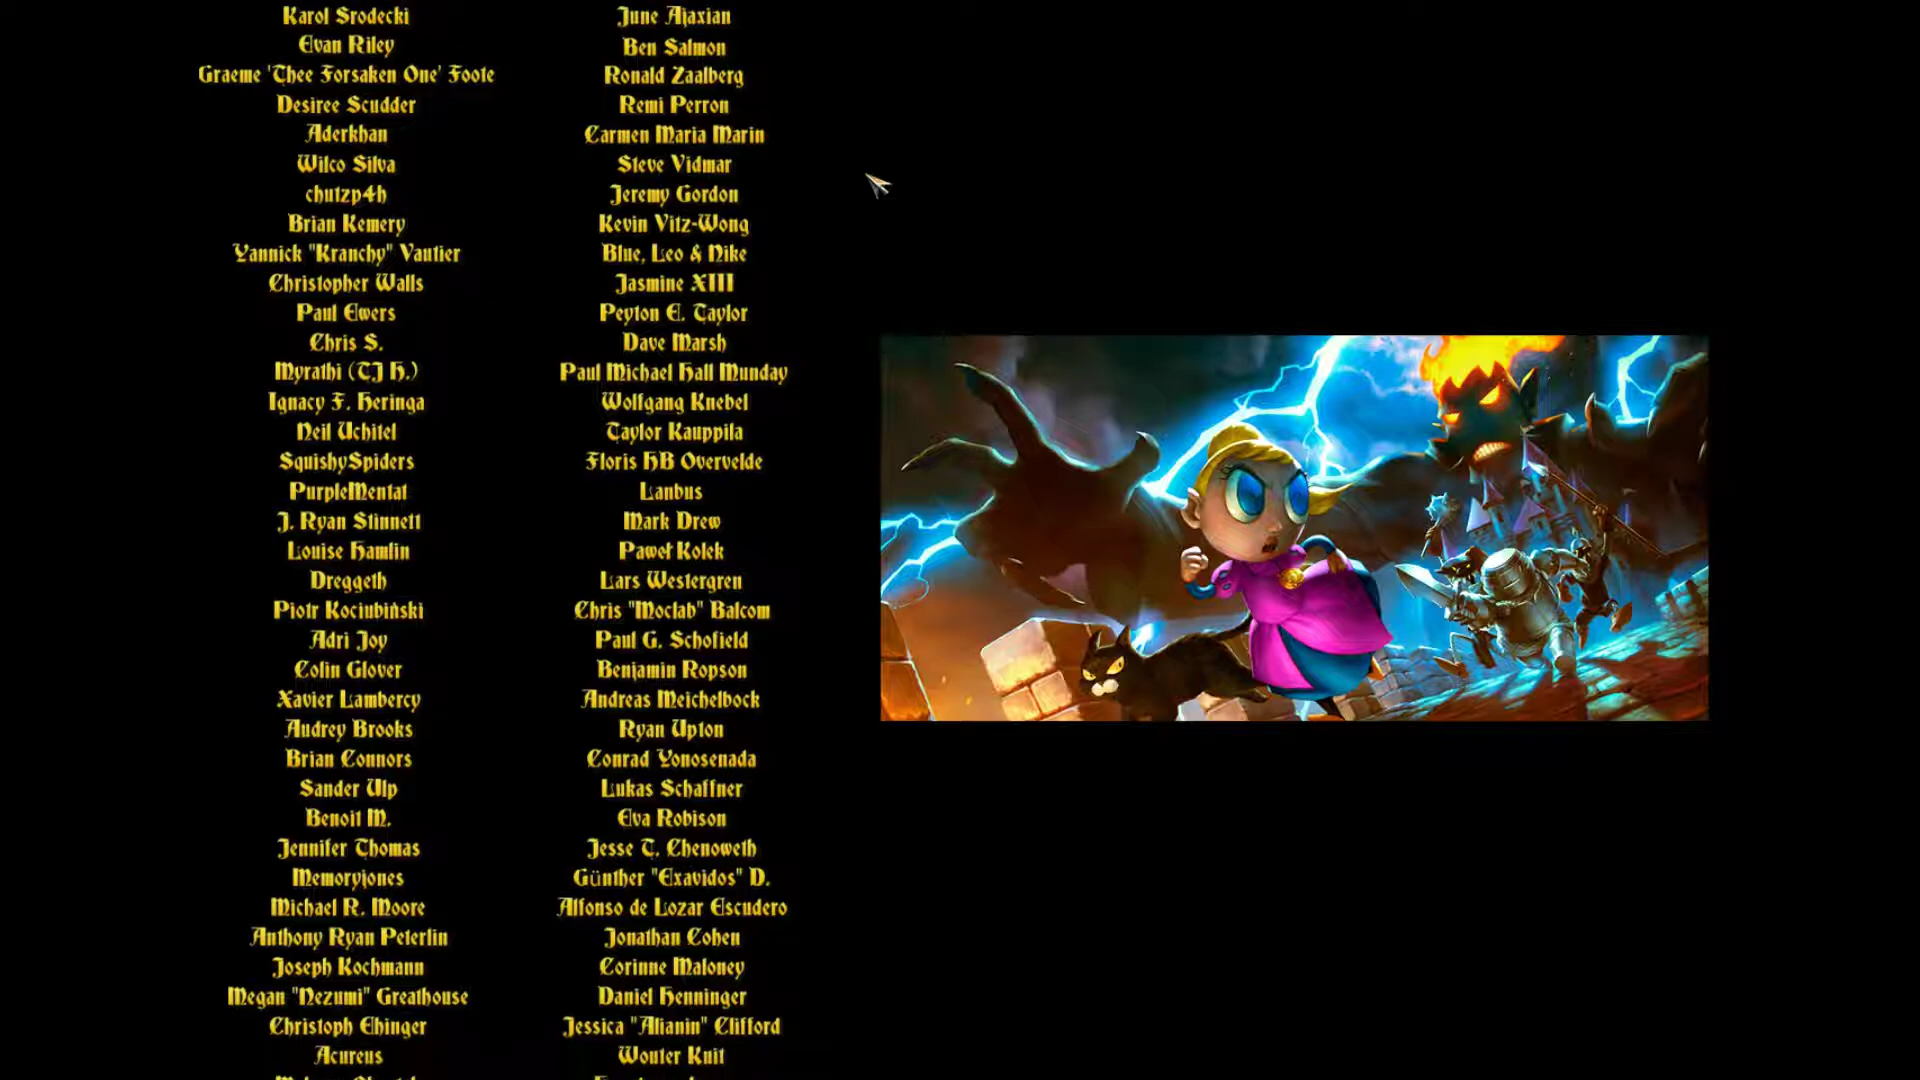 Karol Srodecki
Evan Riley
Graeme 'Thee Forsaken One' Foote
Desiree Scudder
Aderkhan
Wilco Silva
chutzp4h
Brian Kemery
Yannick "Kranchy" Vautier
Christopher Walls
Paul Ewers
Chris S.
Myrathi (TJ H.)
Ignacy F. Heringa
Neil Uchitel
SquishySpiders
PurpleMentat
J. Ryan Stinnett
Louise Hamlin
Dreggeth
Piotr Kociubiński
Adri Joy
Colin Glover
Xavier Lambercy
Audrey Brooks
Brian Connors
Sander Ulp
Benoit M.
Jennifer Thomas
Memoryjones
Michael R. Moore
Anthony Ryan Peterlin
Joseph Kochmann
Megan "Nezumi" Greathouse
Christoph Ehinger
Acureus
June Ajaxian
Ben Salmon
Ronald Zaalberg
Remi Perron
Carmen Maria Marin
Steve Vidmar
Jeremy Gordon
Kevin Vitz-Wong
Blue, Leo & Nike
Jasmine XIII
Peyton E. Taylor
Dave Marsh
Paul Michael Hall Munday
Wolfgang Knebel
Taylor Kauppila
Floris HB Overvelde
Lanbus
Mark Drew
Paweł Kolek
Lars Westergren
Chris "Moclab" Balcom
Paul G. Schofield
Benjamin Ropson
Andreas Meichelbock
Ryan Upton
Conrad Yonosenada
Lukas Schaffner
Eva Robison
Jesse T. Chenoweth
Günther "Exavidos" D.
Alfonso de Lozar Escudero
Jonathan Cohen
Corinne Maloney
Daniel Henninger
Jessica "Alianin" Clifford
Wouter Kuit